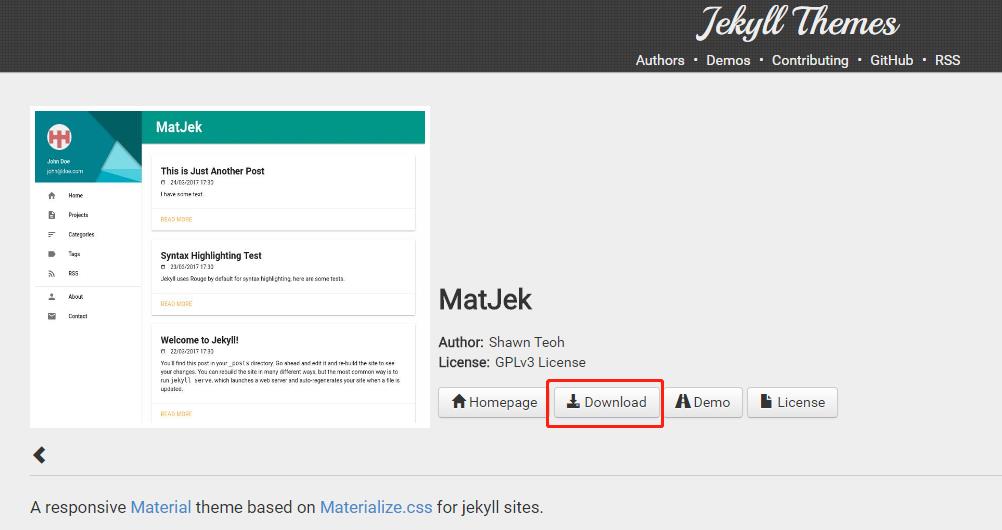 Jekyll Themes
Authors • Demos • Contributing • GitHub • RSS
MatJek
John Doe
john@doe.com
Home
Projects
Categories
Tags
RSS
About
Contact
This is Just Another Post
24/03/2017 17:30
I have some text.
READ MORE
Syntax Highlighting Test
23/03/2017 17:30
Jekyll uses Rouge by default for syntax highlighting, here are some tests.
READ MORE
Welcome to Jekyll!
22/03/2017 17:30
You'll find this post in your _posts directory. Go ahead and edit it and re-build the site to see
your changes. You can rebuild the site in many different ways, but the most common way is to
run jekyll serve, which launches a web server and auto-regenerates your site when a file is
updated.
READ MORE
MatJek
Author: Shawn Teoh
License: GPLv3 License
Homepage Download Demo License
A responsive Material theme based on Materialize.css for jekyll sites.